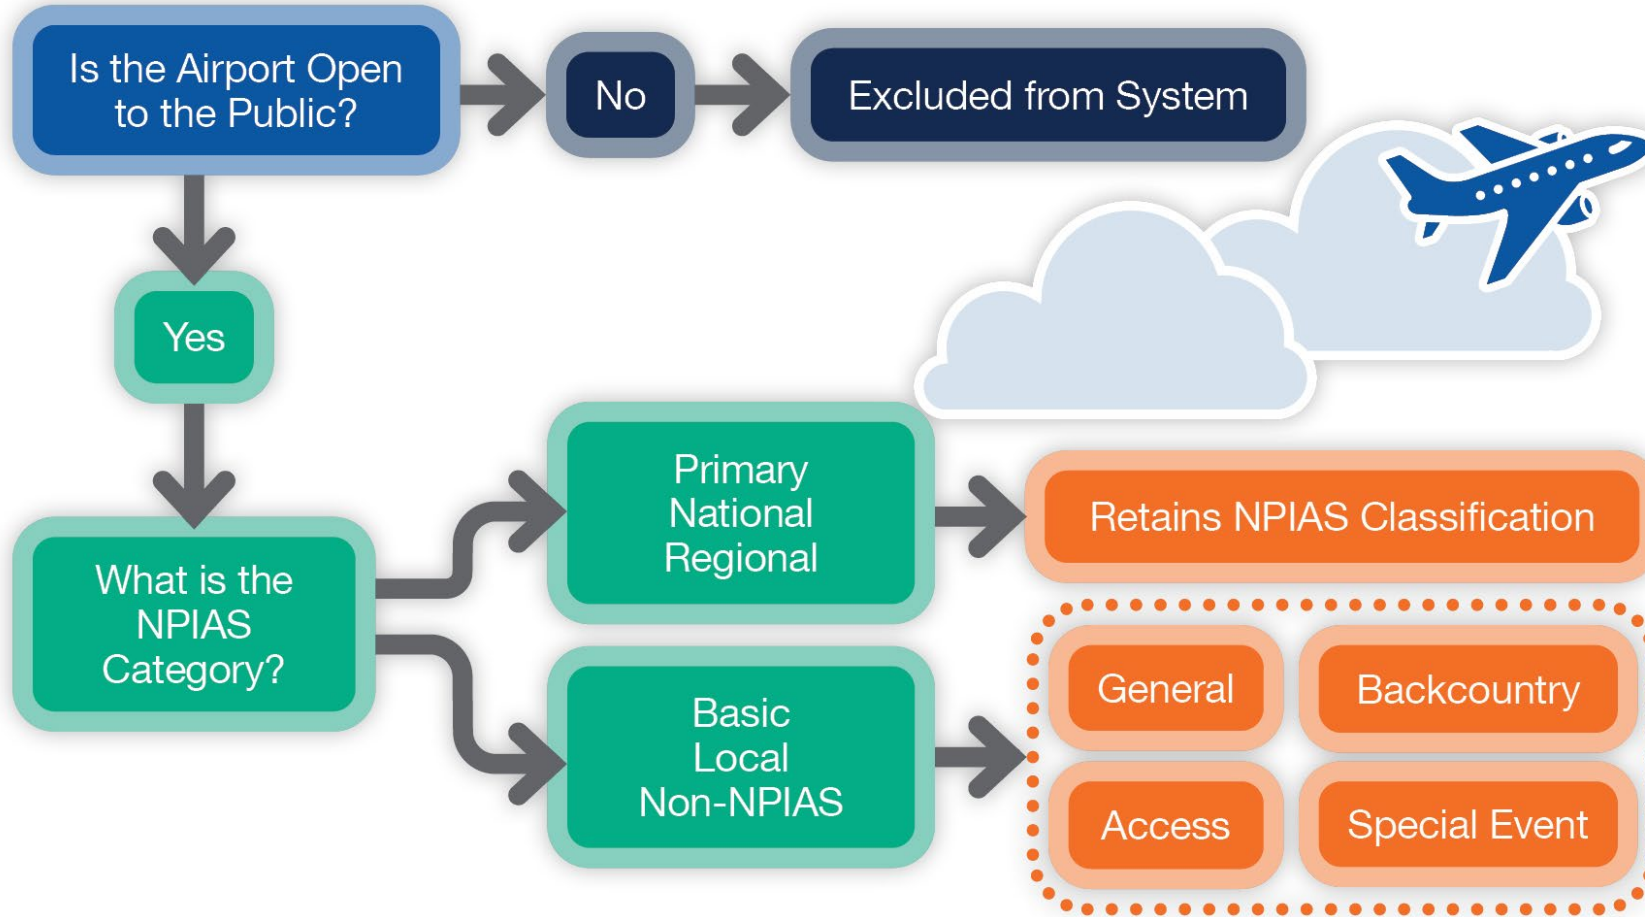 Is the Airport Open
to the Public?
No
Excluded from System
Yes
What is the
NPIAS
Category?
Primary
National
Regional
Retains NPIAS Classification
Basic
Local
Non-NPIAS
General
Backcountry
Access
Special Event